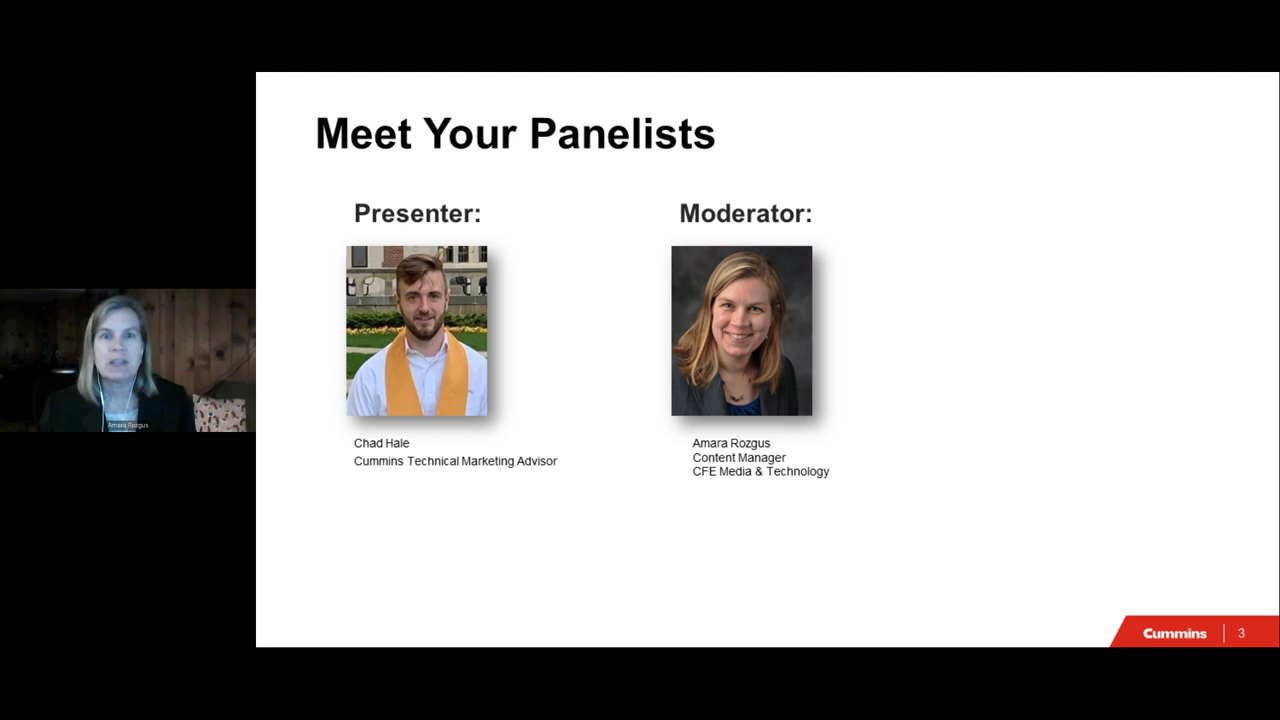 Meet Your Panelists
Presenter:
Moderator:
Chad Hale
Cummins Technical Marketing Advisor
Amara Rozgus
Content Manager
CFE Media & Technology
Amara Rozgus
Cummins
3